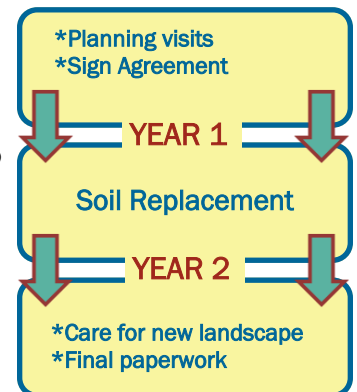 *Planning visits
*Sign Agreement
YEAR 1
Soil Replacement
YEAR 2
*Care for new landscape
*Final paperwork